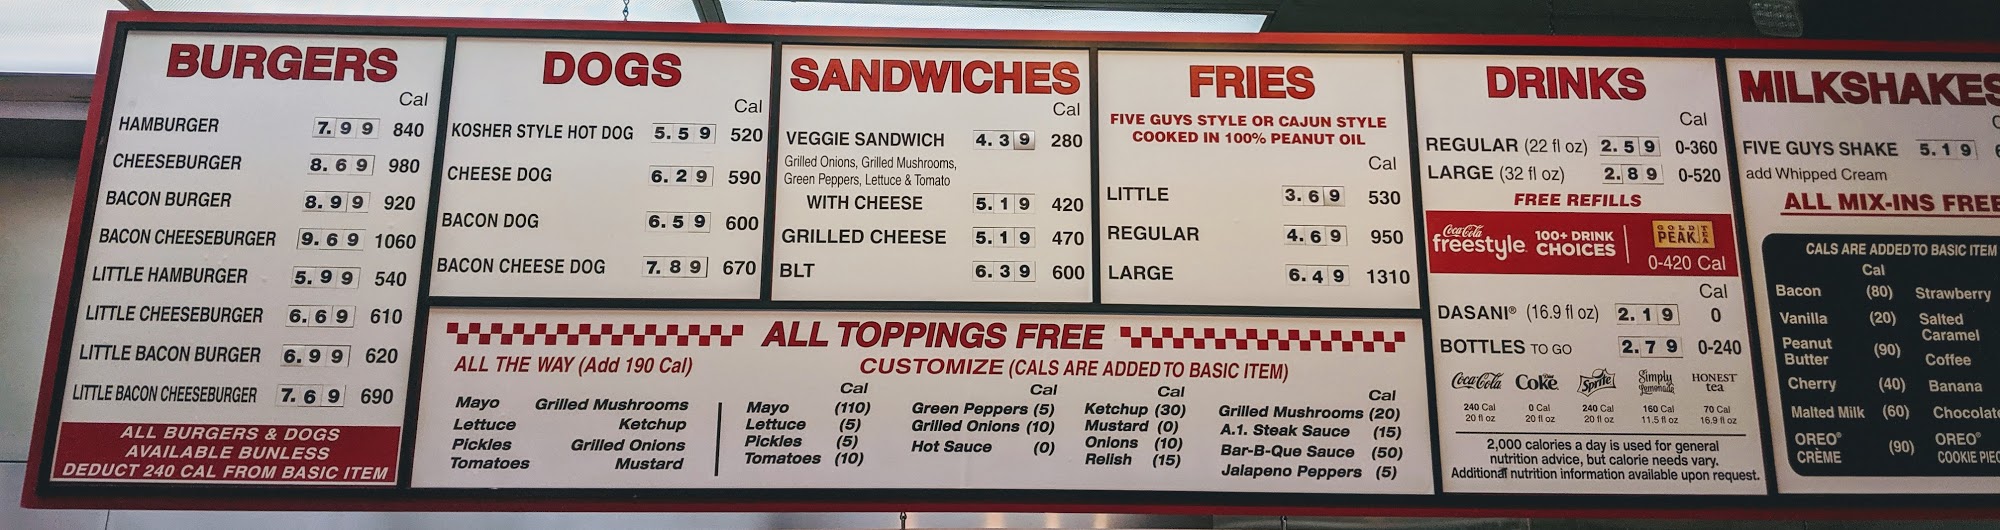 BURGERS
Cal
HAMBURGER 7.99 840
CHEESEBURGER 8.69 980
BACON BURGER 8.99 920
BACON CHEESEBURGER 9.69 1060
LITTLE HAMBURGER 5.99 540
LITTLE CHEESEBURGER 6.69 610
LITTLE BACON BURGER 6.99 620
LITTLE BACON CHEESEBURGER 7.69 690
ALL BURGERS & DOGS
AVAILABLE BUNLESS
DEDUCT 240 CAL FROM BASIC ITEM
DOGS
Cal
KOSHER STYLE HOT DOG 5.59 520
CHEESE DOG 6.29 590
BACON DOG 6.59 600
BACON CHEESE DOG 7.89 670
SANDWICHES
Cal
VEGGIE SANDWICH 4.39 280
Grilled Onions, Grilled Mushrooms,
Green Peppers, Lettuce & Tomato
WITH CHEESE 5.19 420
GRILLED CHEESE 5.19 470
BLT 6.39 600
FRIES
FIVE GUYS STYLE OR CAJUN STYLE
COOKED IN 100% PEANUT OIL
Cal
LITTLE 3.69 530
REGULAR 4.69 950
LARGE 6.49 1310
ALL TOPPINGS FREE
ALL THE WAY (Add 190 Cal)
Mayo Grilled Mushrooms
Lettuce Ketchup
Pickles Grilled Onions
Tomatoes Mustard
CUSTOMIZE (CALS ARE ADDED TO BASIC ITEM)
Cal Cal Cal Cal
Mayo (110) Green Peppers (5) Ketchup (30) Grilled Mushrooms (20)
Lettuce (5) Grilled Onions (10) Mustard (0) A.1. Steak Sauce (15)
Pickles (5) Hot Sauce (0) Onions (10) Bar-B-Que Sauce (50)
Tomatoes (10) Relish (15) Jalapeno Peppers (5)
DRINKS
Cal
REGULAR (22 fl oz) 2.59 0-360
LARGE (32 fl oz) 2.89 0-520
FREE REFILLS
Coca-Cola freestyle 100+ DRINK CHOICES GOLD PEAK TEA
0-420 Cal
Cal
DASANI® (16.9 fl oz) 2.19 0
BOTTLES TO GO 2.79 0-240
Coca-Cola Coke Sprite Simply Lemonade HONEST tea
240 Cal 0 Cal 240 Cal 160 Cal 70 Cal
20 fl oz 20 fl oz 20 fl oz 11.5 fl oz 16.9 fl oz
2,000 calories a day is used for general
nutrition advice, but calorie needs vary.
Additional nutrition information available upon request.
MILKSHAKES
FIVE GUYS SHAKE 5.19
add Whipped Cream
ALL MIX-INS FREE
CALS ARE ADDED TO BASIC ITEM
Cal
Bacon (80) Strawberry
Vanilla (20) Salted Caramel
Peanut Butter (90) Coffee
Cherry (40) Banana
Malted Milk (60) Chocolate
OREO® CRÈME (90) OREO® COOKIE PIEC